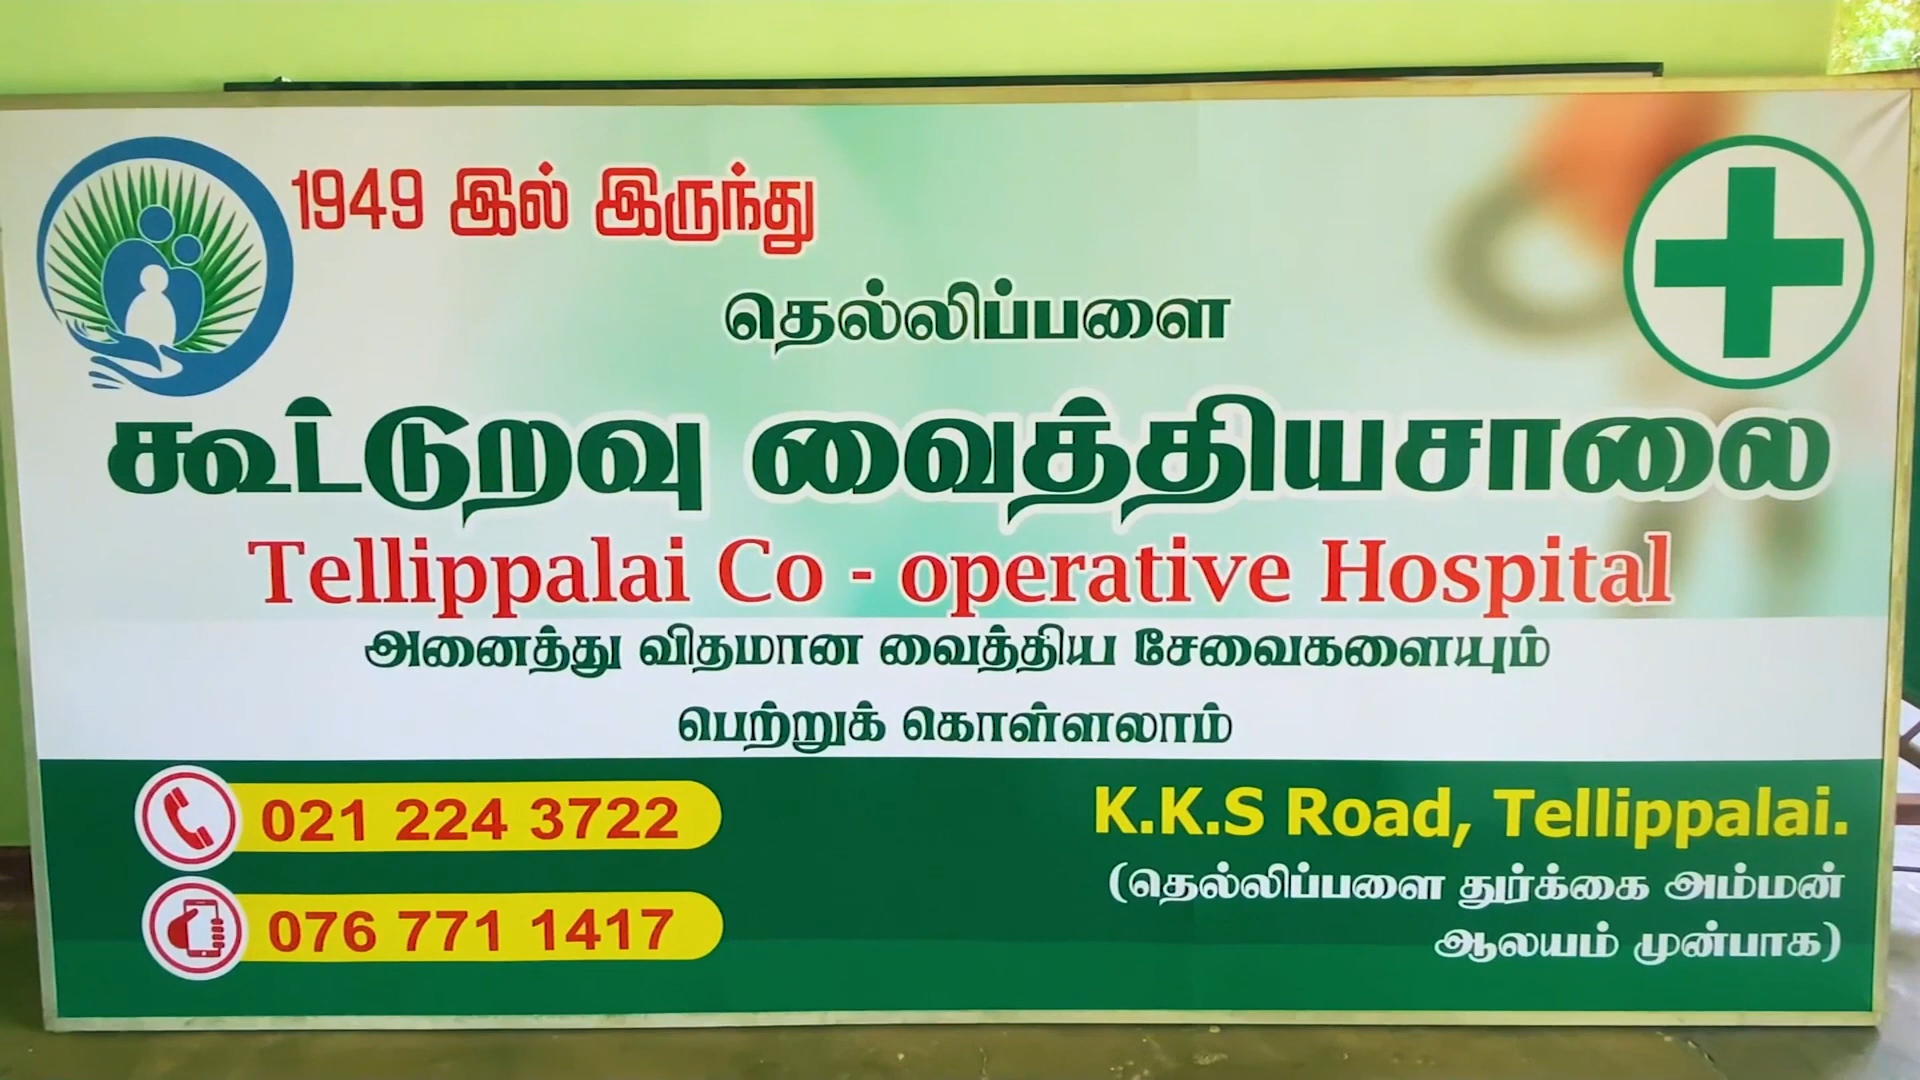 1949 இல் இருந்து
தெல்லிப்பளை
கூட்டுறவு வைத்தியசாலை
Tellippalai Co - operative Hospital
அனைத்து விதமான வைத்திய சேவைகளையும்
பெற்றுக் கொள்ளலாம்
021 224 3722
076 771 1417
K.K.S Road, Tellippalai.
(தெல்லிப்பளை துர்க்கை அம்மன்
ஆலயம் முன்பாக)